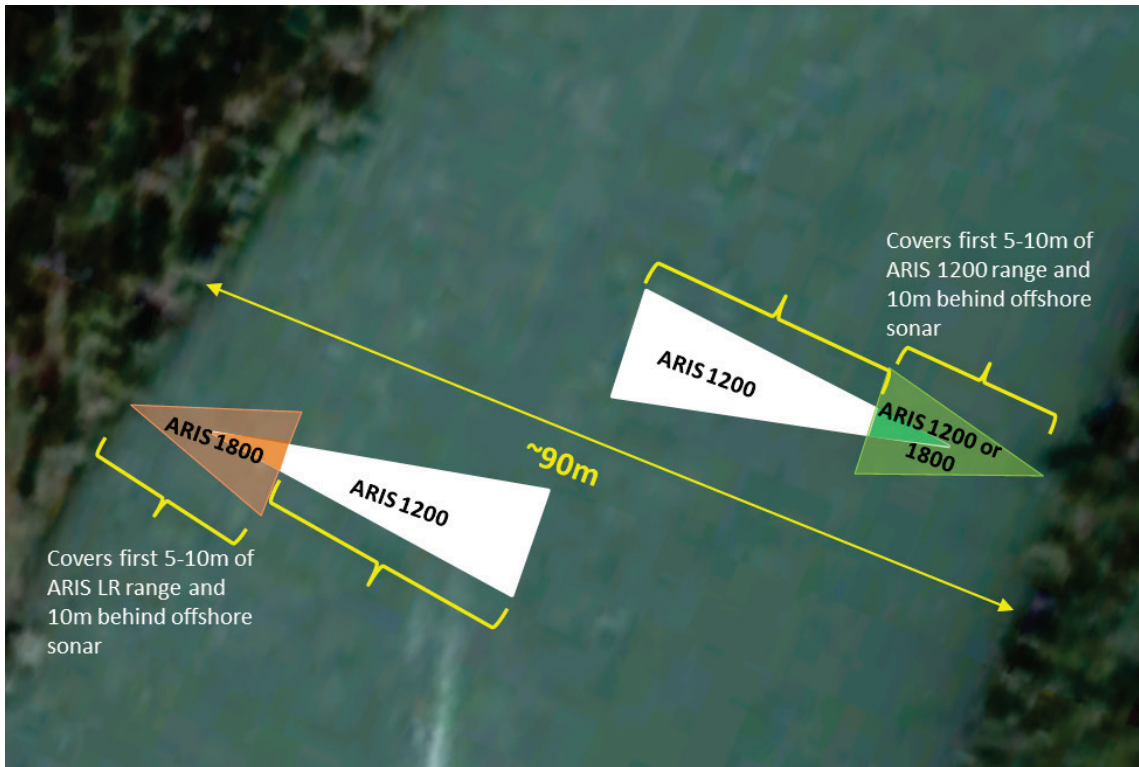 Covers first 5-10m of
ARIS 1200 range and
10m behind offshore
sonar
ARIS 1200
ARIS 1200 or
1800
~90m
ARIS 1800
ARIS 1200
Covers first 5-10m of
ARIS LR range and
10m behind offshore
sonar